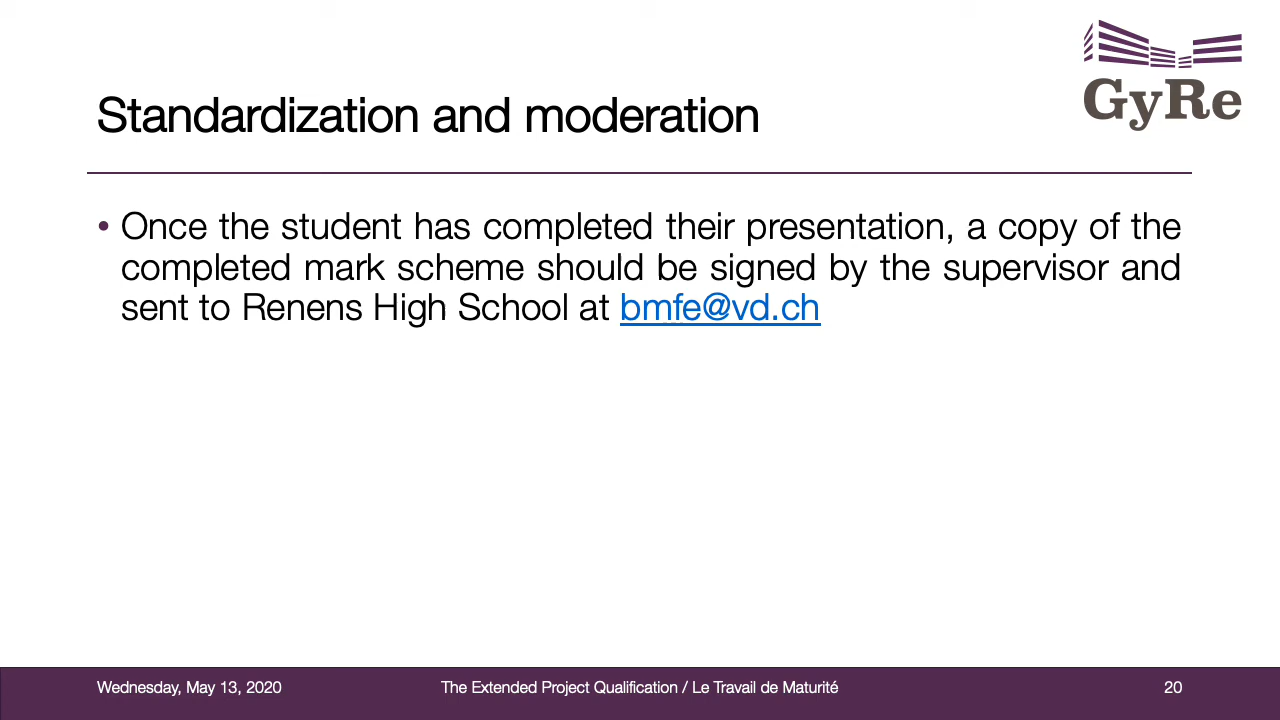 GyRe
Standardization and moderation
• Once the student has completed their presentation, a copy of the
completed mark scheme should be signed by the supervisor and
sent to Renens High School at bmfe@vd.ch
Wednesday, May 13, 2020
The Extended Project Qualification / Le Travail de Maturité
20